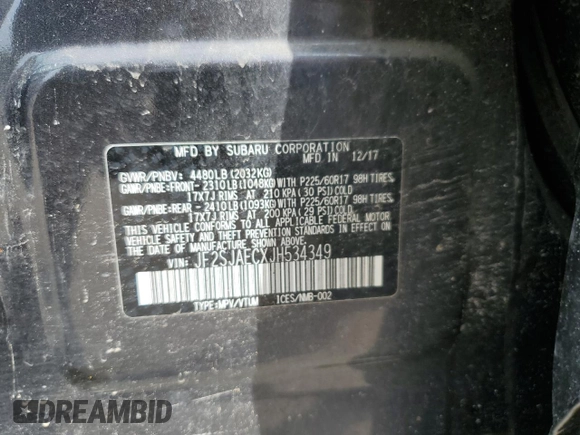 MFD BY SUBARU CORPORATION
MFD IN 12/17
GVWR/PNBV: 4480LB(2032KG)
GAWR/PNBE:FRONT-2310LB(1048KG)WITH P225/60R17 98H TIRES,
17X7J RIMS AT 210 KPA(30 PSI)COLD
GAWR/PNBE:REAR -2410LB(1093KG)WITH P225/60R17 98H TIRES,
17X7J RIMS AT 200 KPA(29 PSI)COLD
THIS VEHICLE CONFORMS TO ALL APPLICABLE FEDERAL MOTOR
VEHICLE SAFETY, BUMPER, AND THEFT PREVENTION STANDARDS
IN EFFECT ON THE DATE OF MANUFACTURE SHOWN ABOVE.
VIN: JF2SJAECXJH534349
TYPE:MPV/VTUM ICES/NMB-002
DREAMBID